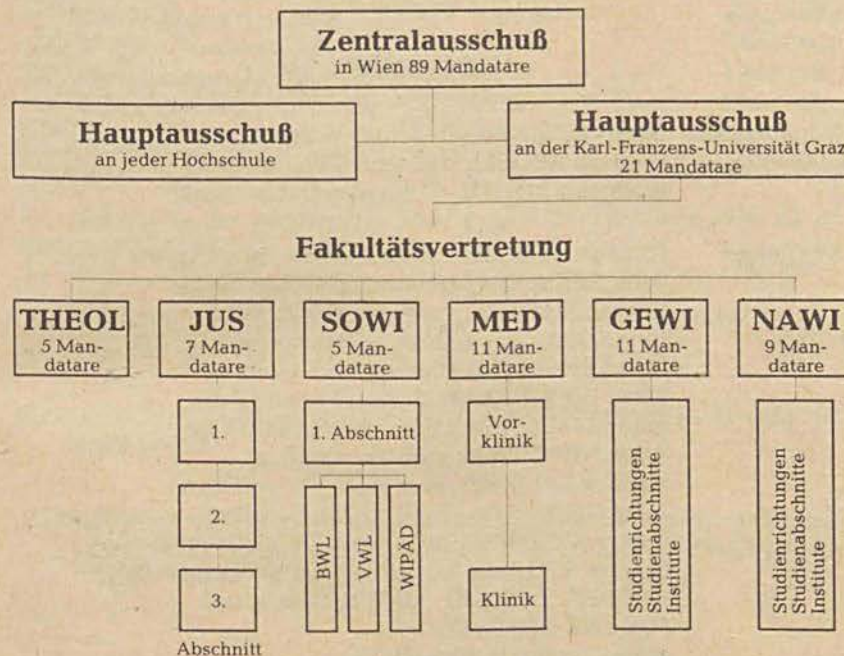 Zentralausschuß
in Wien 89 Mandatare
Hauptausschuß
an jeder Hochschule
Hauptausschuß
an der Karl-Franzens-Universität Graz
21 Mandatare
Fakultätsvertretung
THEOL
5 Man-
datare
JUS
7 Man-
datare
SOWI
5 Man-
datare
MED
11 Man-
datare
GEWI
11 Man-
datare
NAWI
9 Man-
datare
1.
2.
3.
Abschnitt
1. Abschnitt
BWL
VWL
WIPÄD
Vor-
klinik
Klinik
Studienrichtungen
Studienabschnitte
Institute
Studienrichtungen
Studienabschnitte
Institute